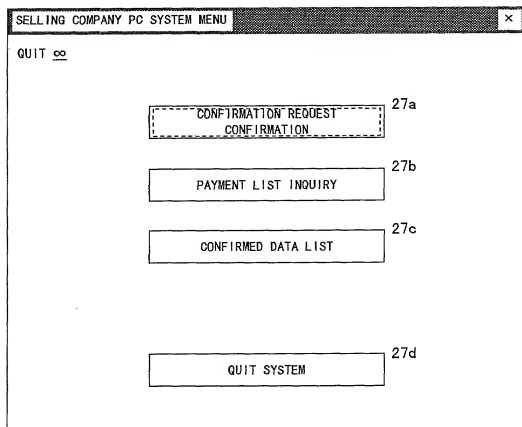 SELLING COMPANY PC SYSTEM MENU ×
QUIT ∞
27a
CONFIRMATION REQUEST
CONFIRMATION
27b
PAYMENT LIST INQUIRY
27c
CONFIRMED DATA LIST
27d
QUIT SYSTEM